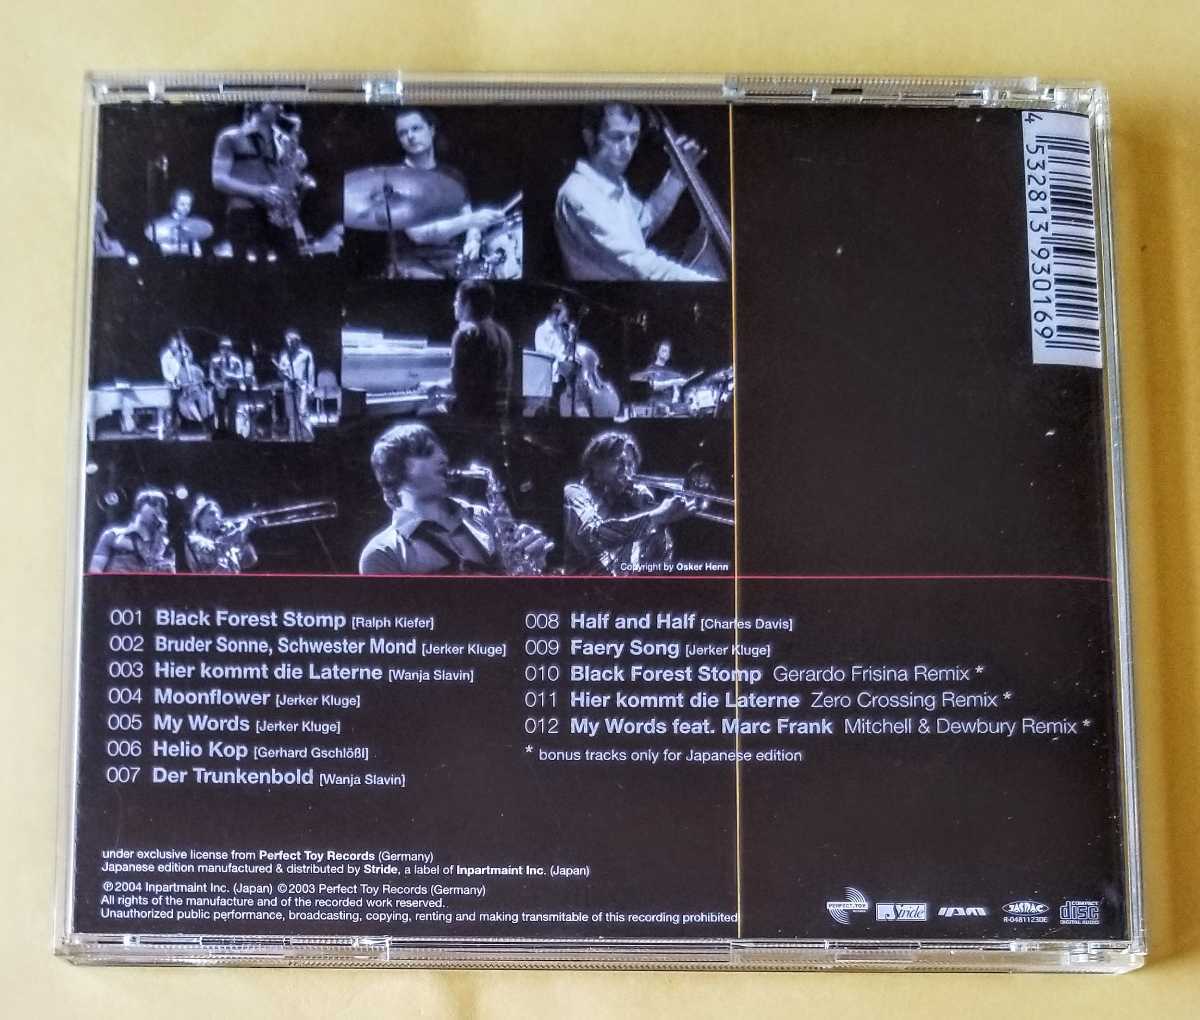 4 532813 930169
Copyright by Osker Henn
001 Black Forest Stomp [Ralph Kiefer]
002 Bruder Sonne, Schwester Mond [Jerker Kluge]
003 Hier kommt die Laterne [Wanja Slavin]
004 Moonflower [Jerker Kluge]
005 My Words [Jerker Kluge]
006 Helio Kop [Gerhard Gschlößl]
007 Der Trunkenbold [Wanja Slavin]
008 Half and Half [Charles Davis]
009 Faery Song [Jerker Kluge]
010 Black Forest Stomp Gerardo Frisina Remix *
011 Hier kommt die Laterne Zero Crossing Remix *
012 My Words feat. Marc Frank Mitchell & Dewbury Remix *
* bonus tracks only for Japanese edition
under exclusive license from Perfect Toy Records (Germany)
Japanese edition manufactured & distributed by Stride, a label of Inpartmaint Inc. (Japan)
℗2004 Inpartmaint Inc. (Japan) ©2003 Perfect Toy Records (Germany)
All rights of the manufacture and of the recorded work reserved.
Unauthorized public performance, broadcasting, copying, renting and making transmitable of this recording prohibited
PERFECT.TOY
RECORDS
Stride
JASRAC
R-0481123DE
COMPACT
disc
DIGITAL AUDIO